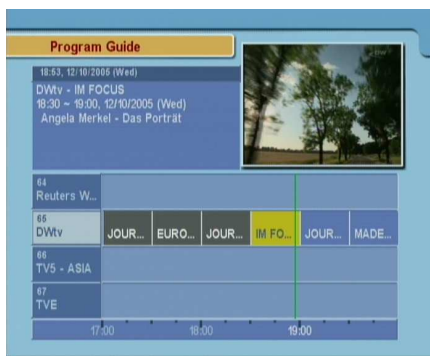 Program Guide
18:53, 12/10/2005 (Wed)
DWtv - IM FOCUS
18:30 ~ 19:00, 12/10/2005 (Wed)
Angela Merkel - Das Porträt
64
Reuters W...
65
DWtv
JOUR... EURO... JOUR... IM FO... JOUR... MADE...
66
TV5 - ASIA
67
TVE
17:00 18:00 19:00